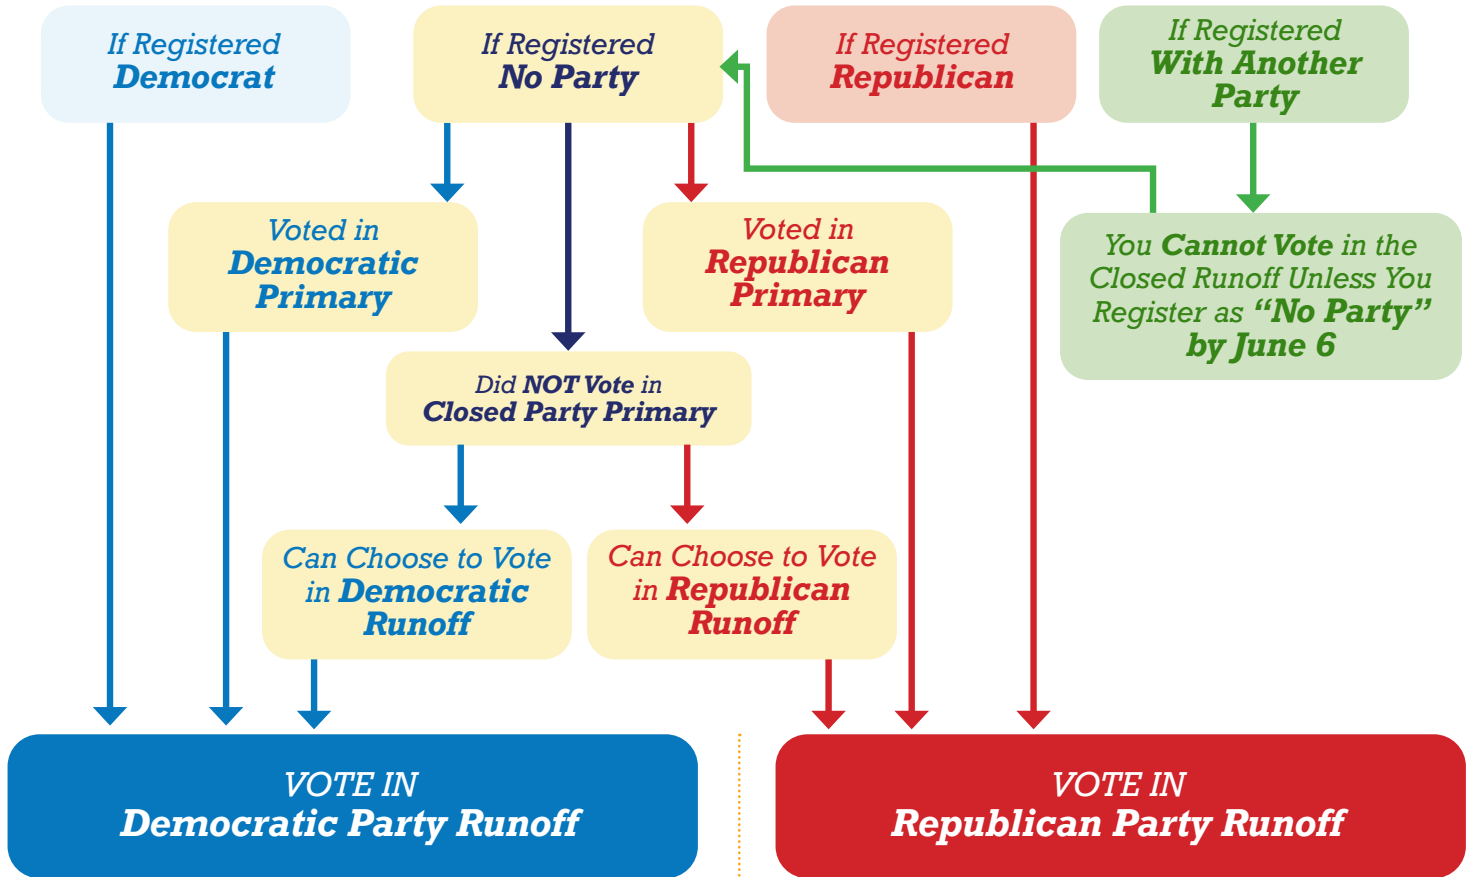 If Registered
Democrat
If Registered
No Party
If Registered
Republican
If Registered
With Another
Party
Voted in
Democratic
Primary
Voted in
Republican
Primary
You Cannot Vote in the
Closed Runoff Unless You
Register as “No Party”
by June 6
Did NOT Vote in
Closed Party Primary
Can Choose to Vote
in Democratic
Runoff
Can Choose to Vote
in Republican
Runoff
VOTE IN
Democratic Party Runoff
VOTE IN
Republican Party Runoff